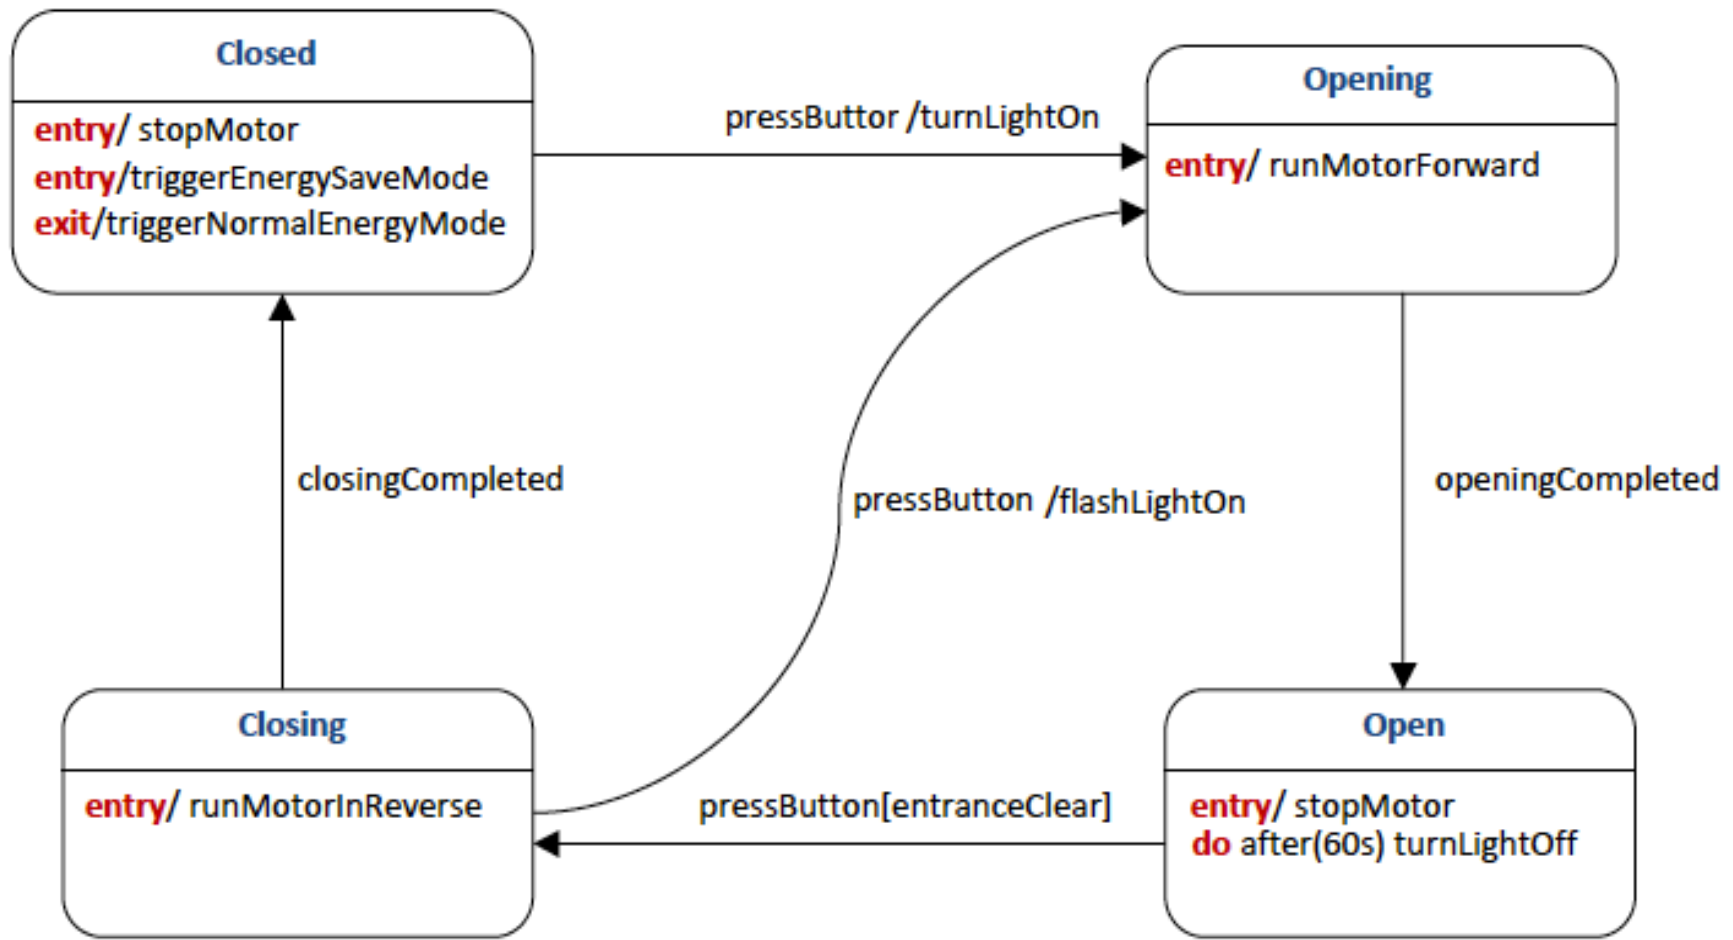 Closed
entry/ stopMotor
entry/triggerEnergySaveMode
exit/triggerNormalEnergyMode
pressButtor /turnLightOn
Opening
entry/ runMotorForward
closingCompleted
pressButton /flashLightOn
openingCompleted
Closing
entry/ runMotorInReverse
pressButton[entranceClear]
Open
entry/ stopMotor
do after(60s) turnLightOff